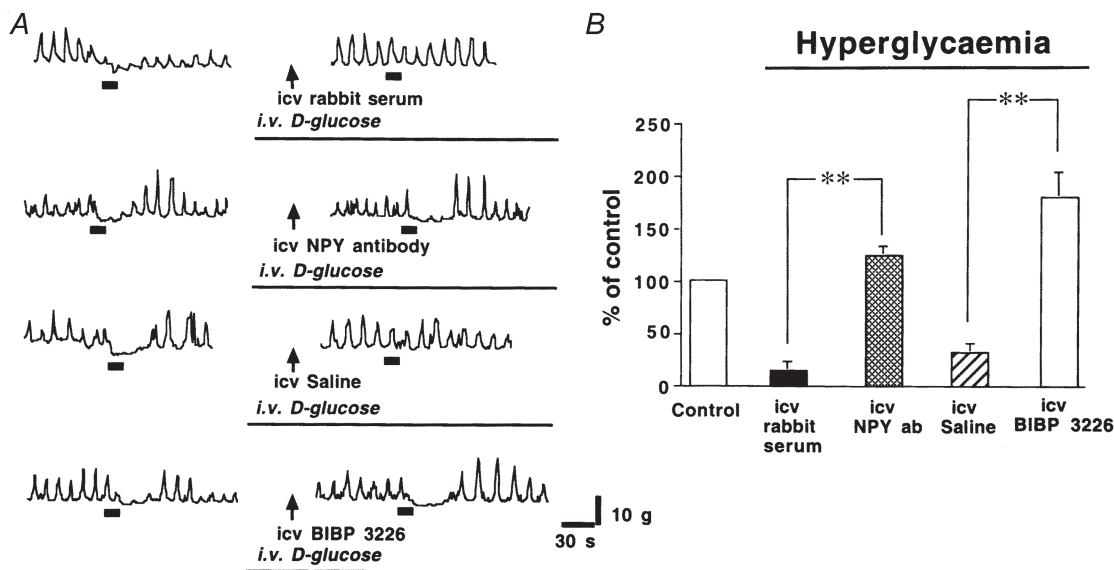 A
icv rabbit serum
i.v. D-glucose
icv NPY antibody
i.v. D-glucose
icv Saline
i.v. D-glucose
icv BIBP 3226
i.v. D-glucose
10 g
30 s
B
Hyperglycaemia
**
**
% of control
250
200
150
100
50
0
Control
icv
rabbit
serum
icv
NPY ab
icv
Saline
icv
BIBP 3226